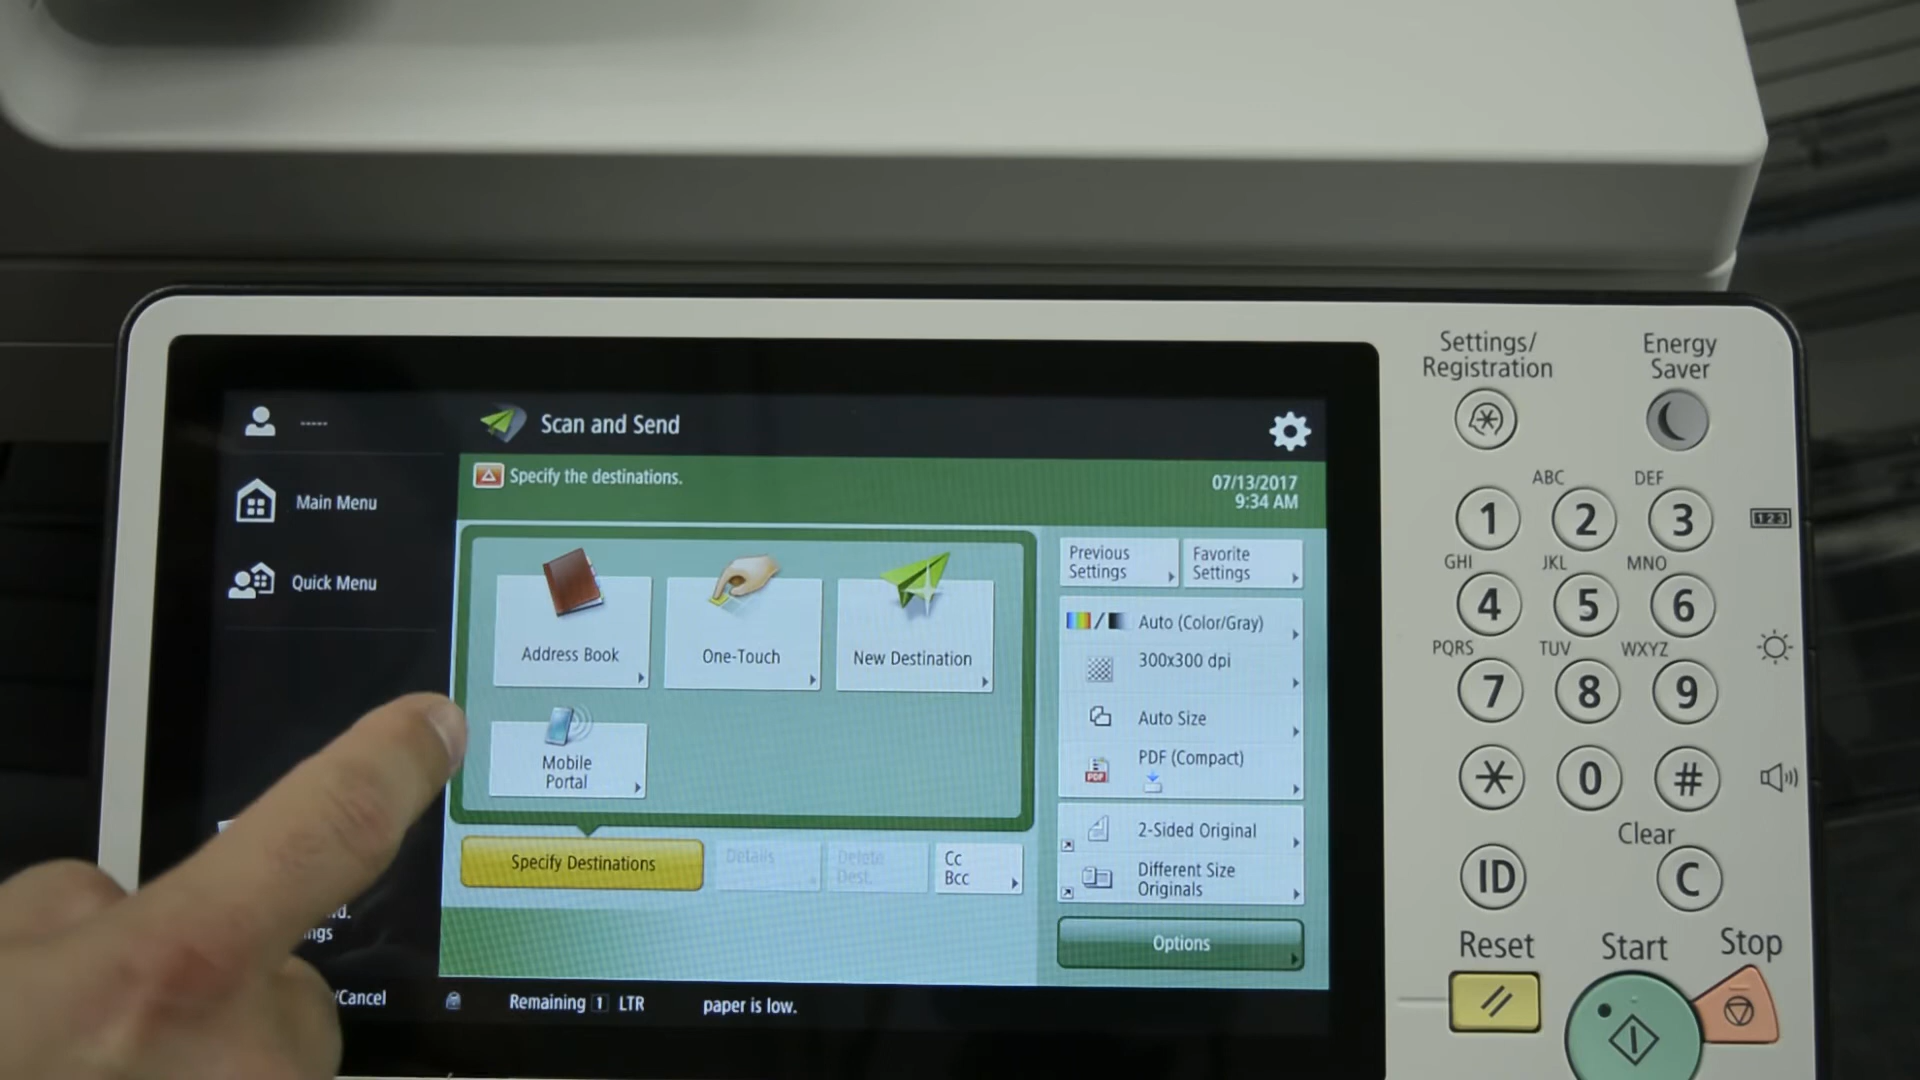 Settings/
Registration
Energy
Saver
-----
Scan and Send
Main Menu
Specify the destinations.
07/13/2017
9:34 AM
Quick Menu
Address Book
One-Touch
New Destination
Mobile
Portal
Previous
Settings
Favorite
Settings
Auto (Color/Gray)
300x300 dpi
Auto Size
PDF
PDF (Compact)
2-Sided Original
Different Size
Originals
Specify Destinations
Details
Delete
Dest.
Cc
Bcc
Options
/Cancel
Remaining 1 LTR
paper is low.
ABC
DEF
1
2
3
123
GHI
JKL
MNO
4
5
6
PQRS
TUV
WXYZ
7
8
9
0
#
Clear
ID
C
Reset
Start
Stop